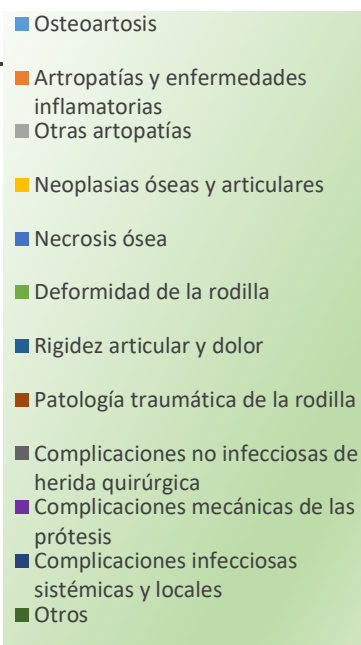 Osteoartosis
Artropatías y enfermedades
inflamatorias
Otras artopatías
Neoplasias óseas y articulares
Necrosis ósea
Deformidad de la rodilla
Rigidez articular y dolor
Patología traumática de la rodilla
Complicaciones no infecciosas de
herida quirúrgica
Complicaciones mecánicas de las
prótesis
Complicaciones infecciosas
sistémicas y locales
Otros